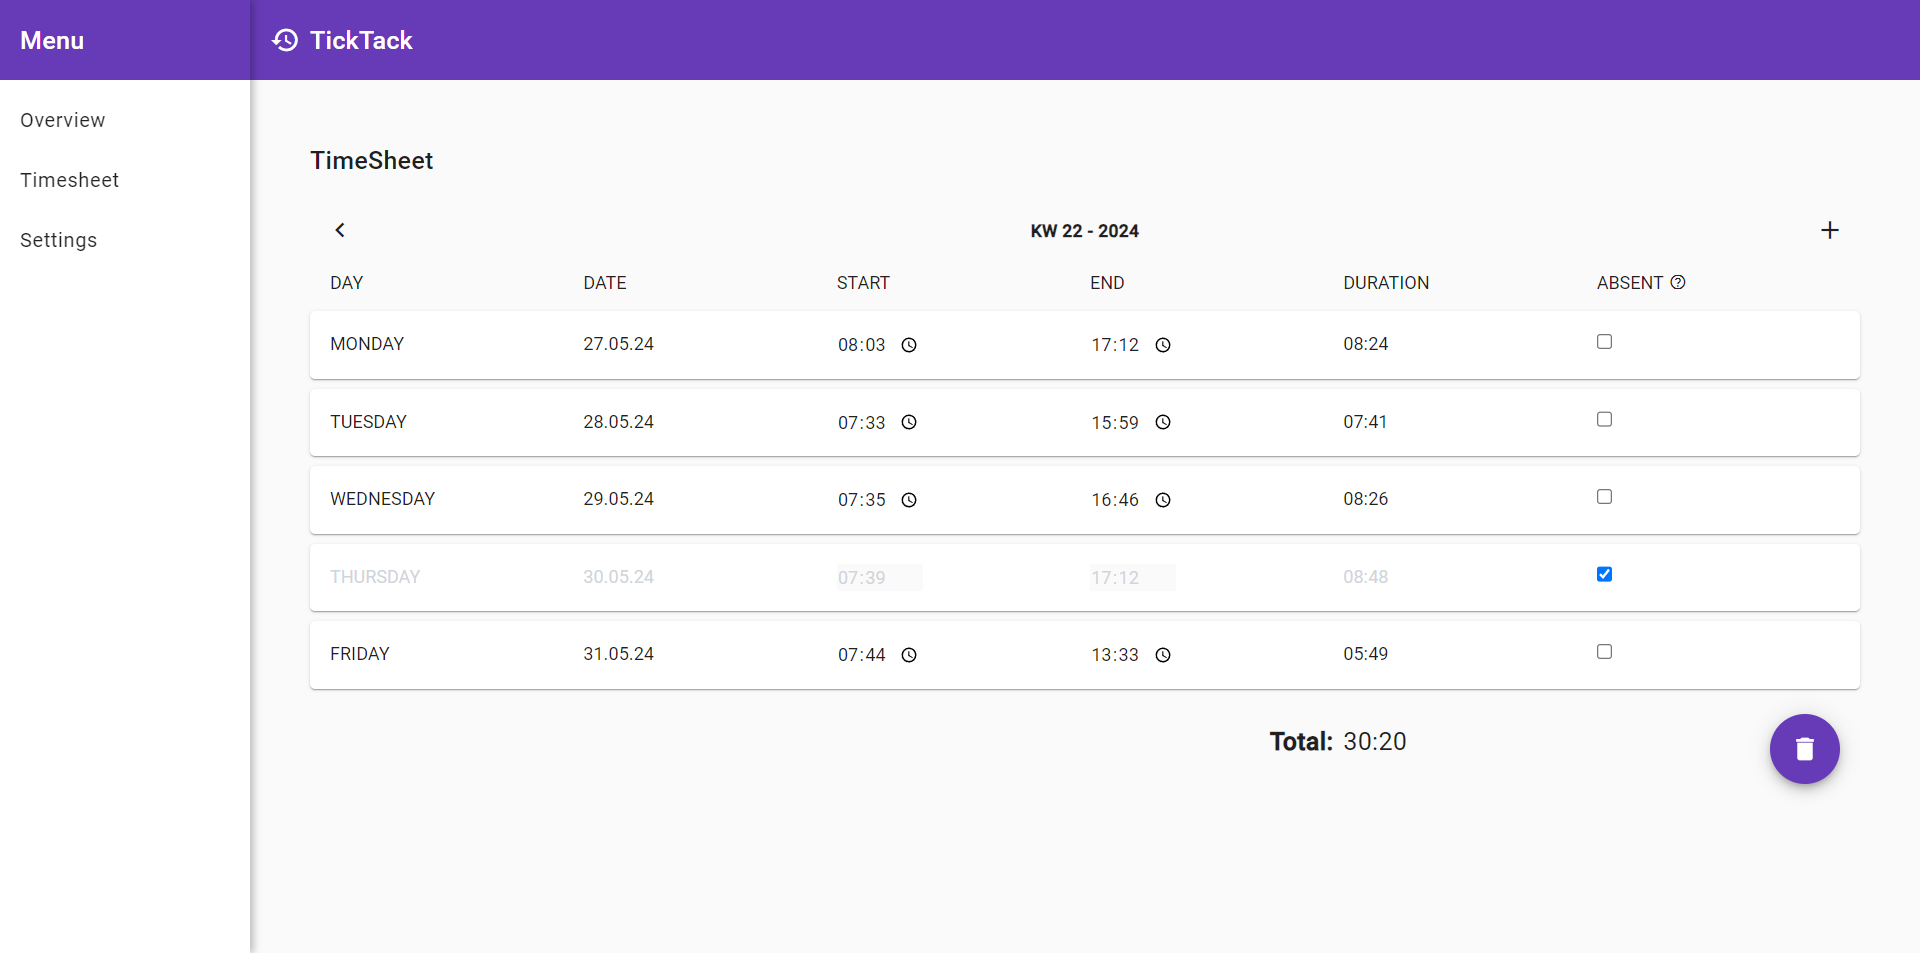 Menu
TickTack
Overview
Timesheet
Settings
TimeSheet
KW 22 - 2024
DAY DATE START END DURATION ABSENT
MONDAY 27.05.24 08:03 17:12 08:24
TUESDAY 28.05.24 07:33 15:59 07:41
WEDNESDAY 29.05.24 07:35 16:46 08:26
THURSDAY 30.05.24 07:39 17:12 08:48
FRIDAY 31.05.24 07:44 13:33 05:49
Total: 30:20